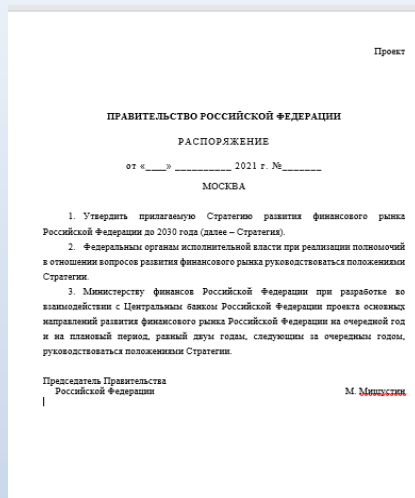 Проект
ПРАВИТЕЛЬСТВО РОССИЙСКОЙ ФЕДЕРАЦИИ
РАСПОРЯЖЕНИЕ
от «____» __________ 2021 г. №_______
МОСКВА
1. Утвердить прилагаемую Стратегию развития финансового рынка
Российской Федерации до 2030 года (далее – Стратегия).
2. Федеральным органам исполнительной власти при реализации полномочий
в отношении вопросов развития финансового рынка руководствоваться положениями
Стратегии.
3. Министерству финансов Российской Федерации при разработке во
взаимодействии с Центральным банком Российской Федерации проекта основных
направлений развития финансового рынка Российской Федерации на очередной год
и на плановый период, равный двум годам, следующим за очередным годом,
руководствоваться положениями Стратегии.
Председатель Правительства
Российской Федерации М. Мишустин